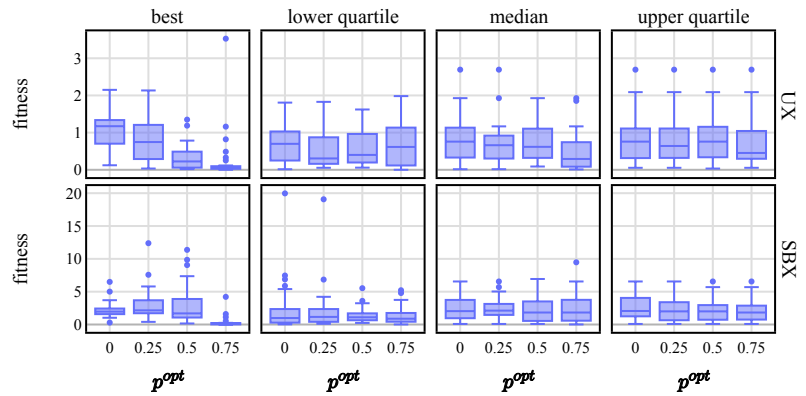 best lower quartile median upper quartile
fitness 3 2 1 0 UX
fitness 20 15 10 5 0 SBX
0 0.25 0.5 0.75 0 0.25 0.5 0.75 0 0.25 0.5 0.75 0 0.25 0.5 0.75
p^opt p^opt p^opt p^opt